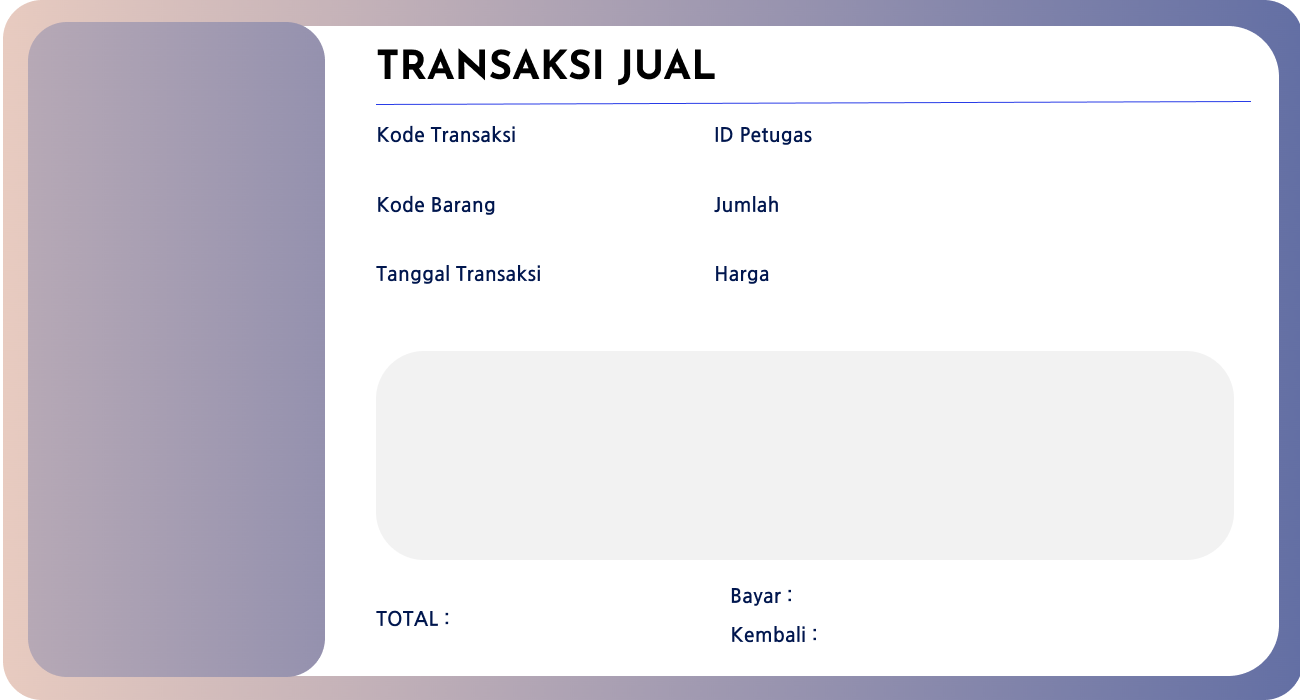 TRANSAKSI JUAL
Kode Transaksi
ID Petugas
Kode Barang
Jumlah
Tanggal Transaksi
Harga
TOTAL :
Bayar :
Kembali :